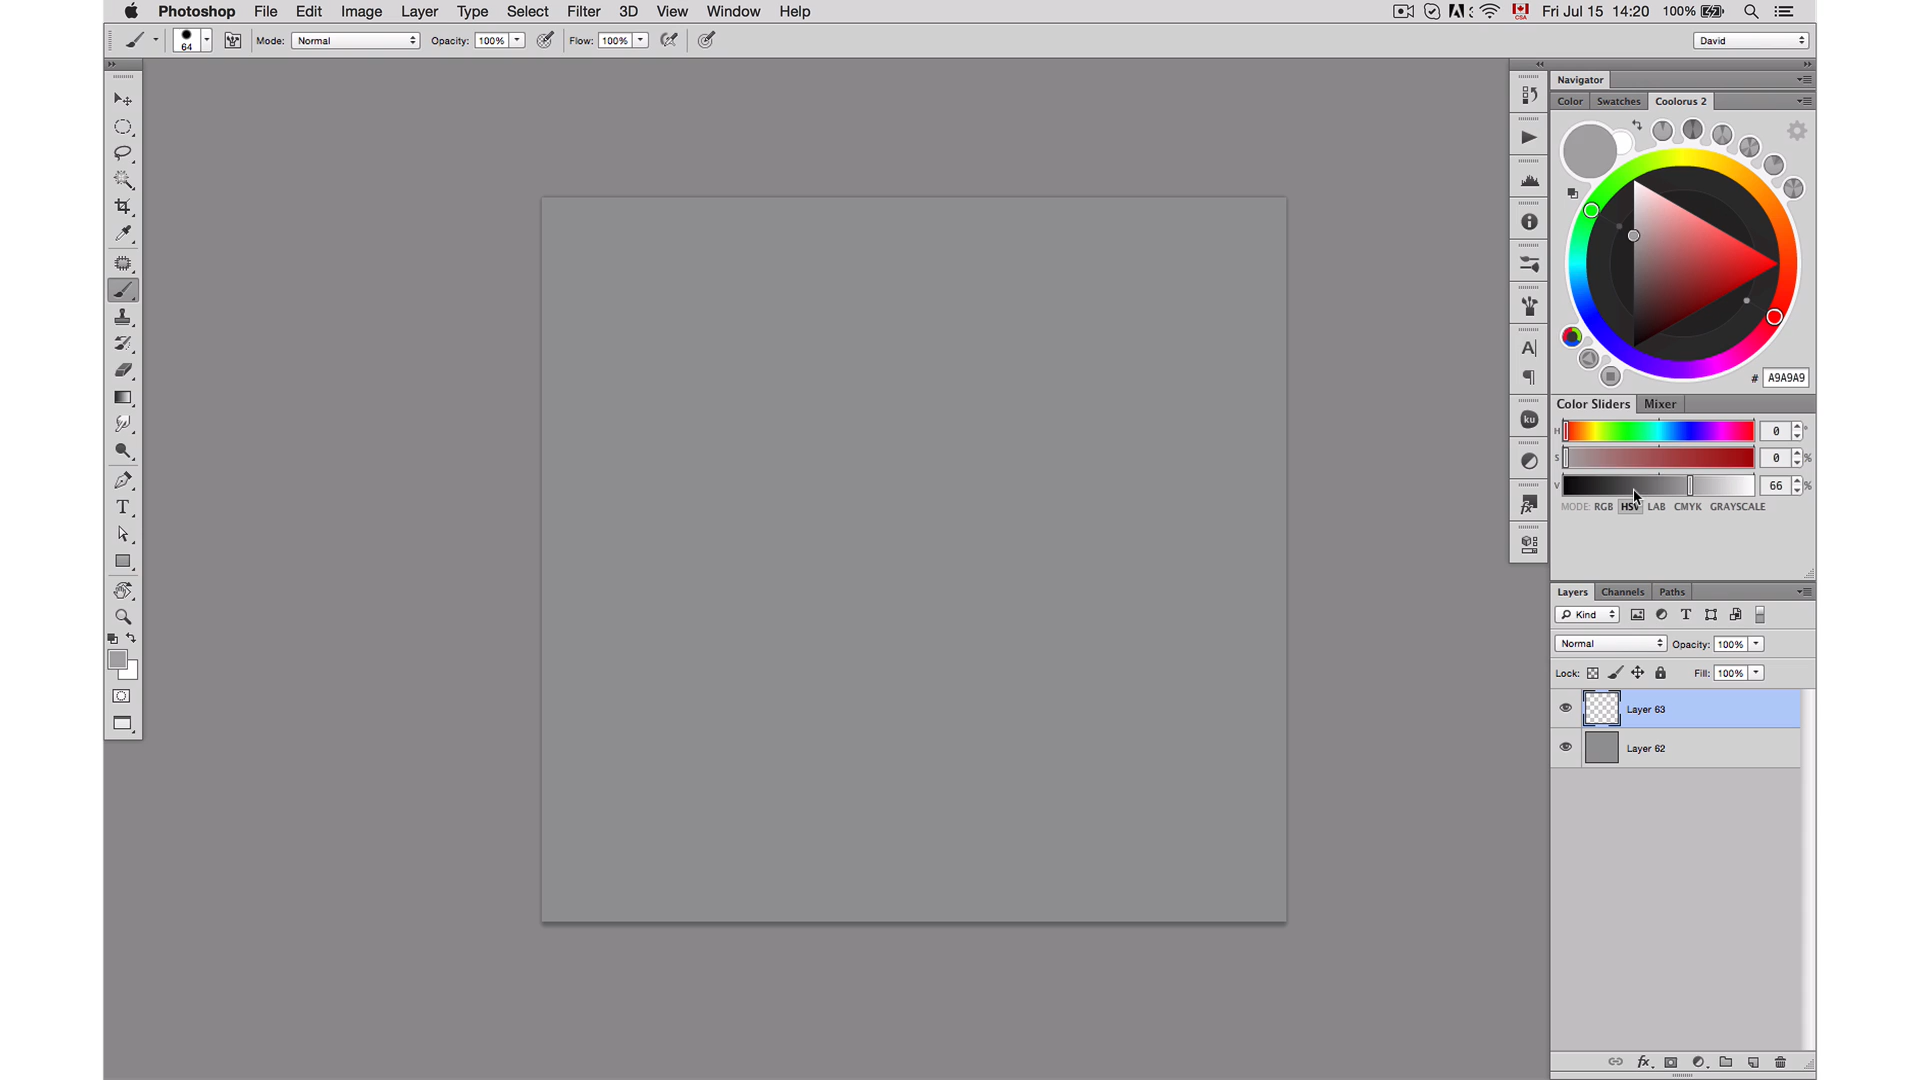 Photoshop File Edit Image Layer Type Select Filter 3D View Window Help Fri Jul 15 14:20 100%
64 Mode: Normal Opacity: 100% Flow: 100% David
Navigator
Color Swatches Coolorus 2
# A9A9A9
Color Sliders Mixer
H 0 °
S 0 %
V 66 %
MODE: RGB HSV LAB CMYK GRAYSCALE
Layers Channels Paths
Kind
Normal Opacity: 100%
Lock: Fill: 100%
Layer 63
Layer 62